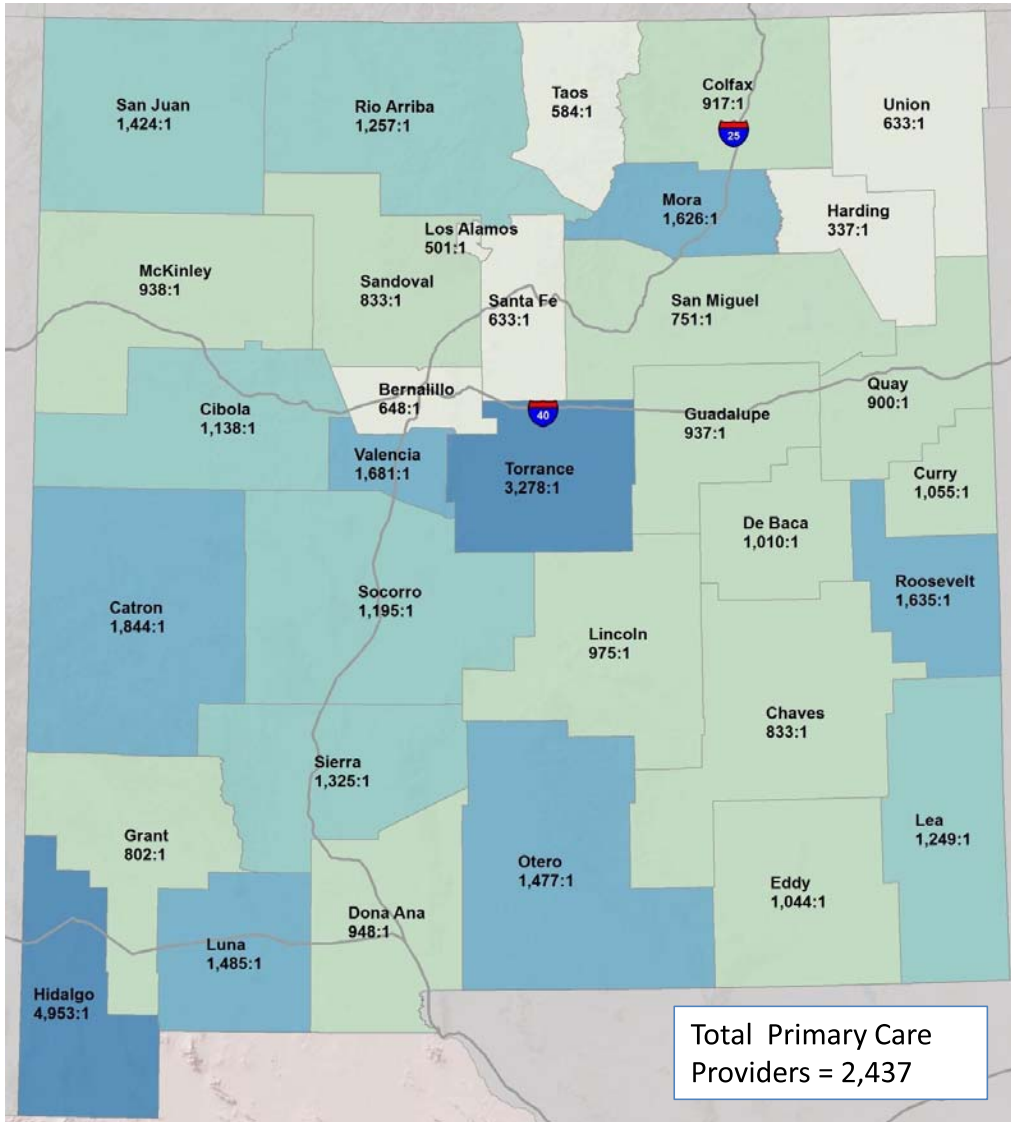 San Juan
1,424:1
Rio Arriba
1,257:1
Taos
584:1
Colfax
917:1
25
Union
633:1
Mora
1,626:1
Harding
337:1
Los Alamos
501:1
McKinley
938:1
Sandoval
833:1
Santa Fe
633:1
San Miguel
751:1
Bernalillo
648:1
Cibola
1,138:1
40
Guadalupe
937:1
Quay
900:1
Valencia
1,681:1
Torrance
3,278:1
Curry
1,055:1
De Baca
1,010:1
Roosevelt
1,635:1
Catron
1,844:1
Socorro
1,195:1
Lincoln
975:1
Chaves
833:1
Sierra
1,325:1
Grant
802:1
Otero
1,477:1
Lea
1,249:1
Eddy
1,044:1
Dona Ana
948:1
Luna
1,485:1
Hidalgo
4,953:1
Total Primary Care
Providers = 2,437